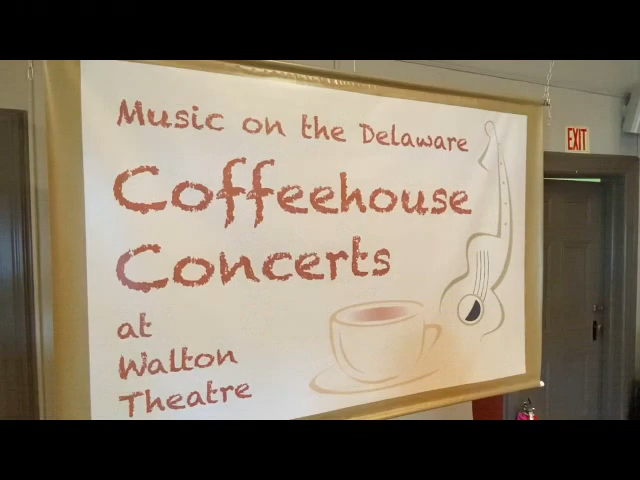 Music on the Delaware
Coffeehouse
Concerts
at
Walton
Theatre
EXIT